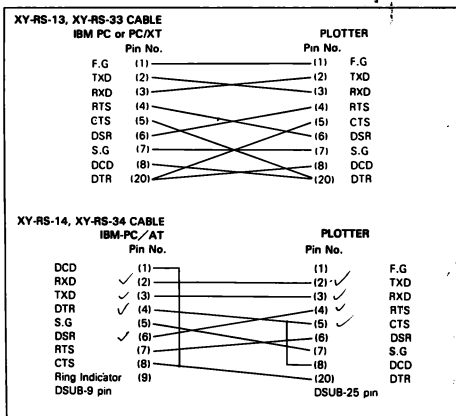 XY-RS-13, XY-RS-33 CABLE
IBM PC or PC/XT PLOTTER
Pin No. Pin No.
F.G (1) (1) F.G
TXD (2) (2) TXD
RXD (3) (3) RXD
RTS (4) (4) RTS
CTS (5) (5) CTS
DSR (6) (6) DSR
S.G (7) (7) S.G
DCD (8) (8) DCD
DTR (20) (20) DTR
XY-RS-14, XY-RS-34 CABLE
IBM-PC/AT PLOTTER
Pin No. Pin No.
DCD (1) (1) F.G
RXD (2) (2) TXD
TXD (3) (3) RXD
DTR (4) (4) RTS
S.G (5) (5) CTS
DSR (6) (6) DSR
RTS (7) (7) S.G
CTS (8) (8) DCD
Ring Indicator (9) (20) DTR
DSUB-9 pin DSUB-25 pin